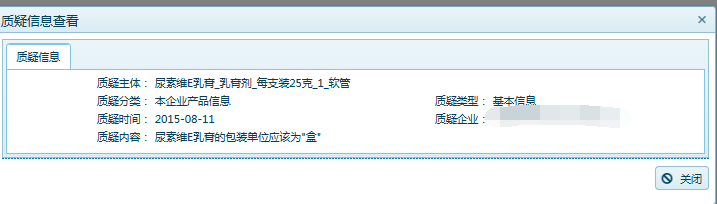 质疑信息查看
质疑信息
质疑主体： 尿素维E乳膏_乳膏剂_每支装25克_1_软管
质疑分类： 本企业产品信息 质疑类型： 基本信息
质疑时间： 2015-08-11 质疑企业：
质疑内容： 尿素维E乳膏的包装单位应该为"盒"
关闭